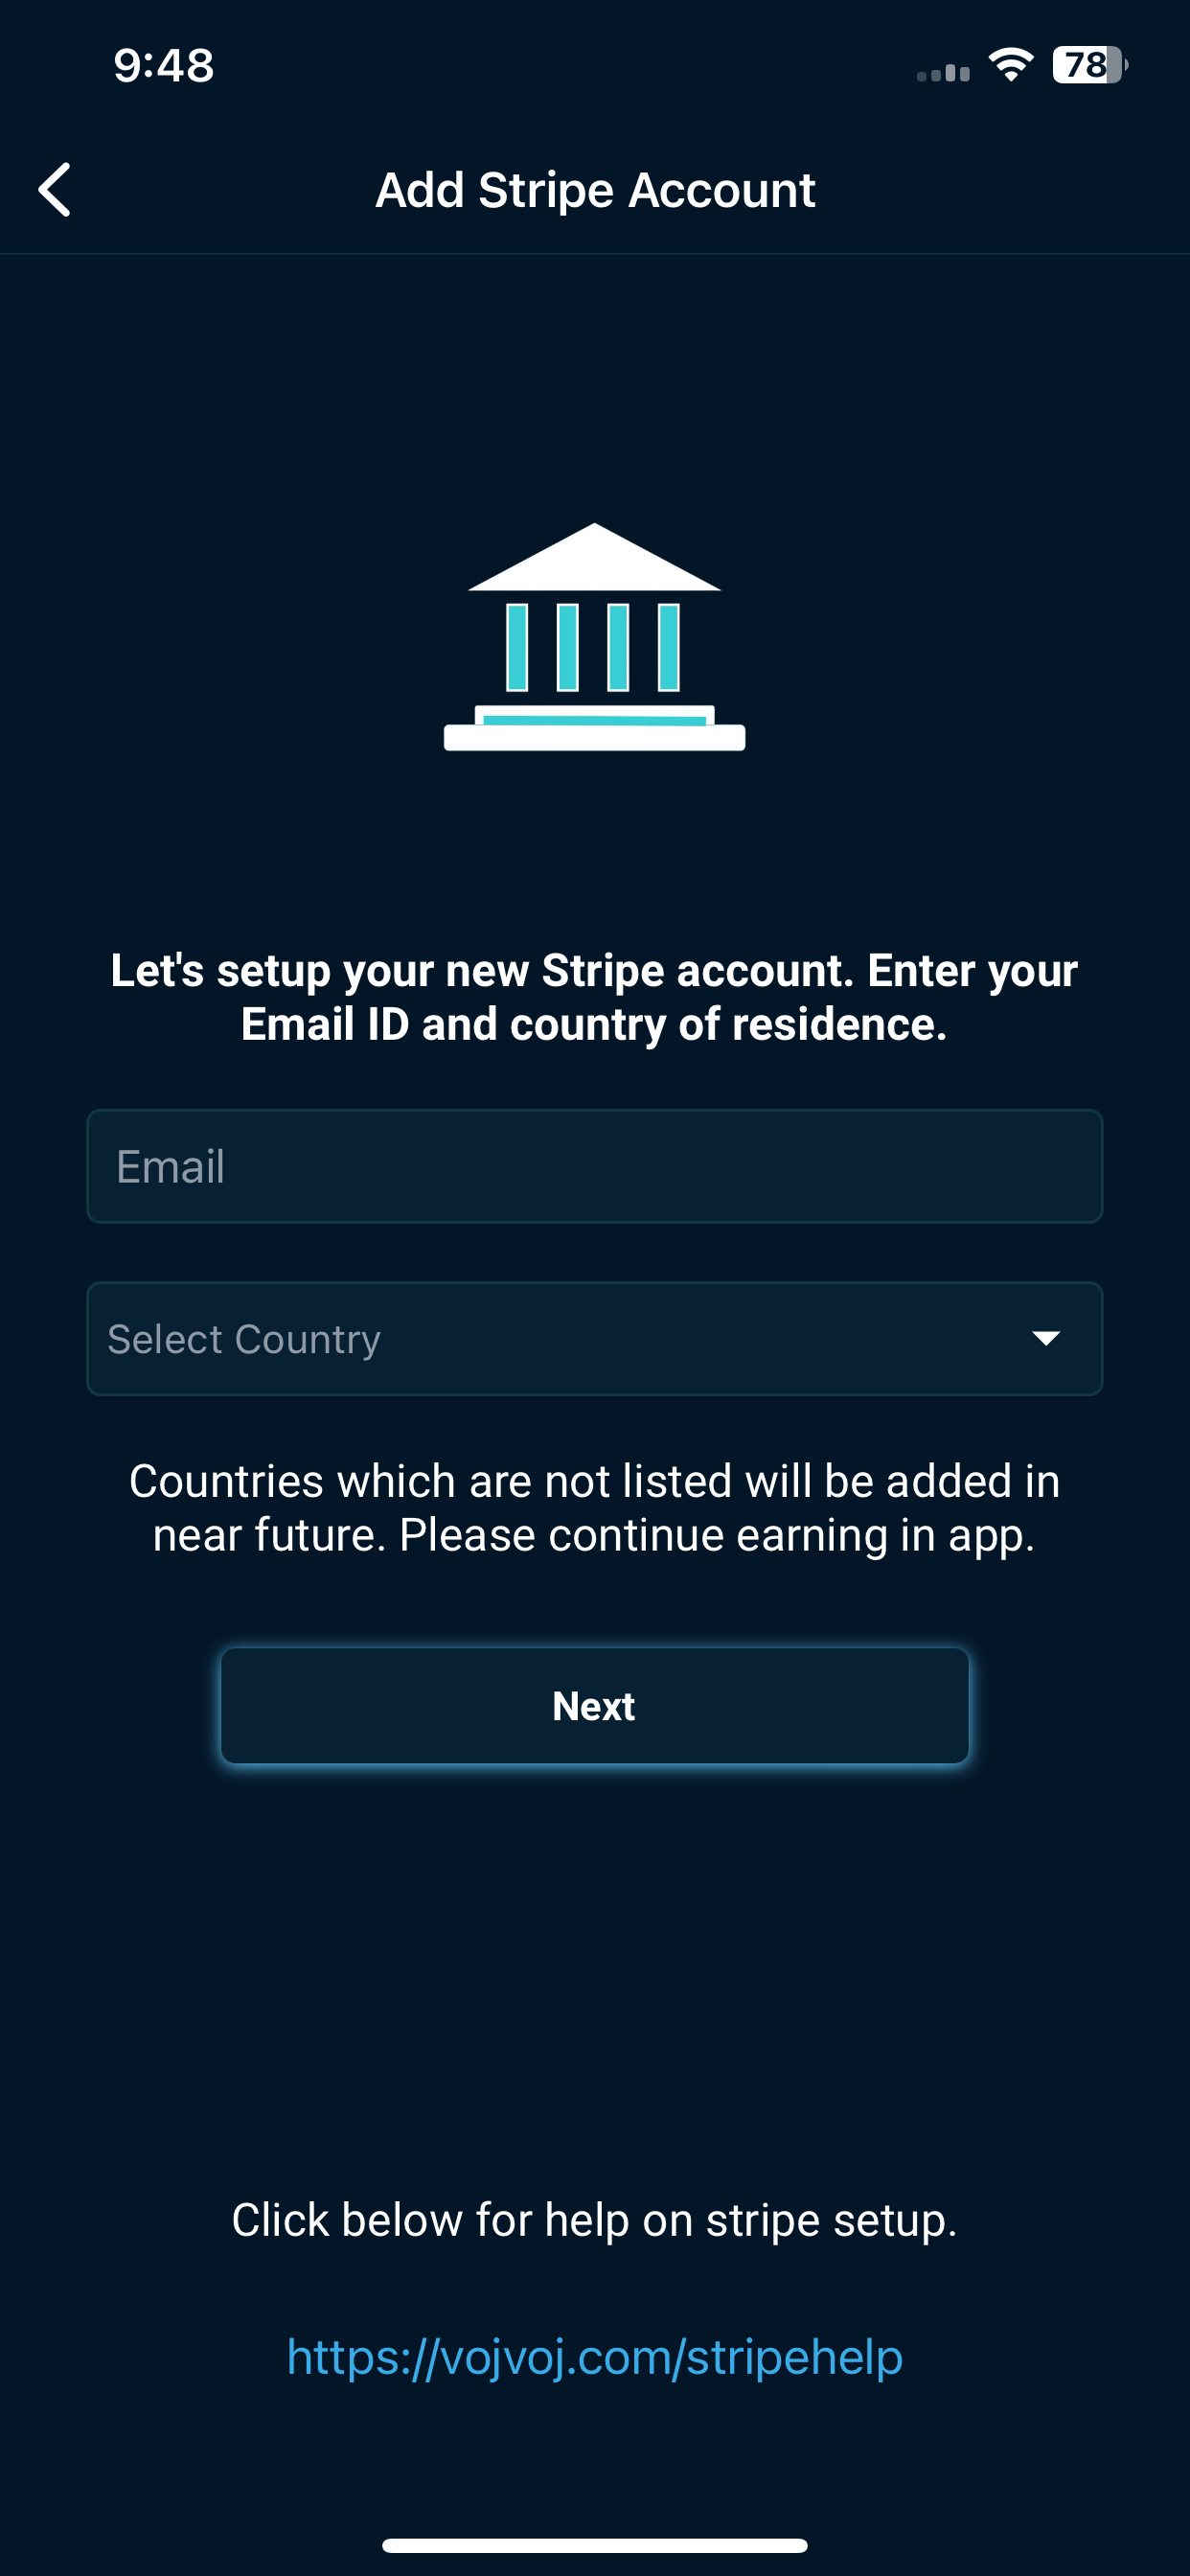 9:48
78
Add Stripe Account
Let's setup your new Stripe account. Enter your
Email ID and country of residence.
Email
Select Country
Countries which are not listed will be added in
near future. Please continue earning in app.
Next
Click below for help on stripe setup.
https://vojvoj.com/stripehelp